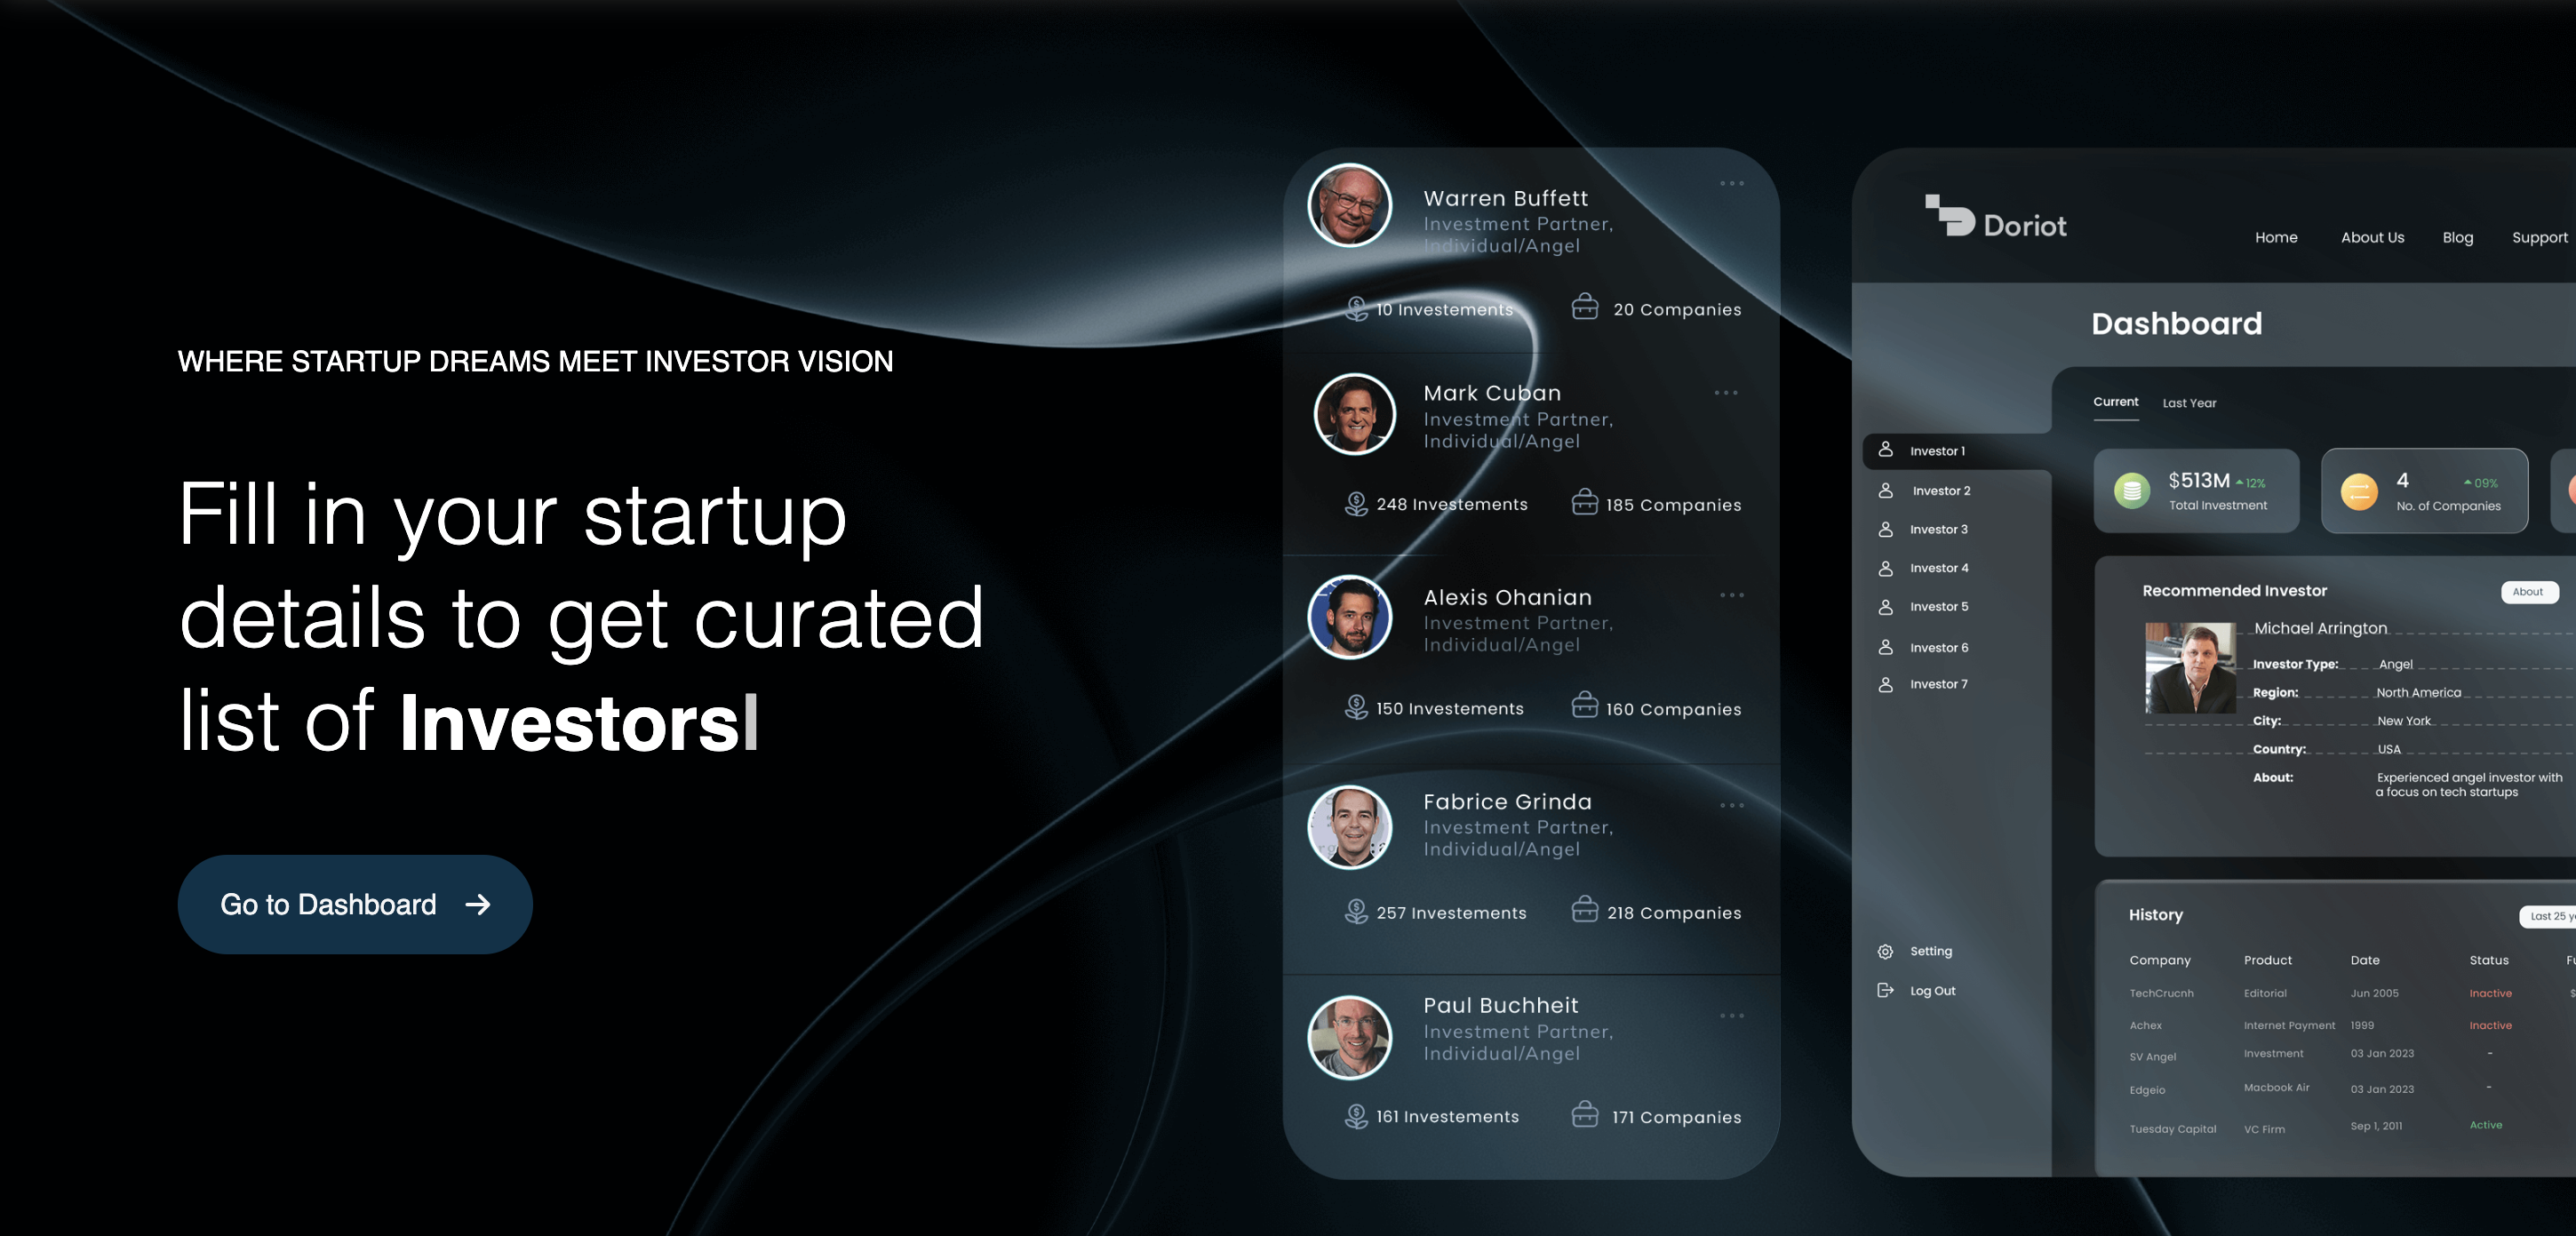 WHERE STARTUP DREAMS MEET INVESTOR VISION
Fill in your startup
details to get curated
list of Investors
Go to Dashboard
Warren Buffett
Investment Partner,
Individual/Angel
10 Investements
20 Companies
Mark Cuban
Investment Partner,
Individual/Angel
248 Investements
185 Companies
Alexis Ohanian
Investment Partner,
Individual/Angel
150 Investements
160 Companies
Fabrice Grinda
Investment Partner,
Individual/Angel
257 Investements
218 Companies
Paul Buchheit
Investment Partner,
Individual/Angel
161 Investements
171 Companies
Doriot
Home About Us Blog Support
Dashboard
Current Last Year
Investor 1
Investor 2
Investor 3
Investor 4
Investor 5
Investor 6
Investor 7
Setting
Log Out
$513M 12%
Total Investment
4 09%
No. of Companies
Recommended Investor
About
Michael Arrington
Investor Type: Angel
Region: North America
City: New York
Country: USA
About: Experienced angel investor with
a focus on tech startups
History
Last 25
Company Product Date Status
TechCrucnh Editorial Jun 2005 Inactive
Achex Internet Payment 1999 Inactive
SV Angel Investment 03 Jan 2023 -
Edgeio Macbook Air 03 Jan 2023 -
Tuesday Capital VC Firm Sep 1, 2011 Active